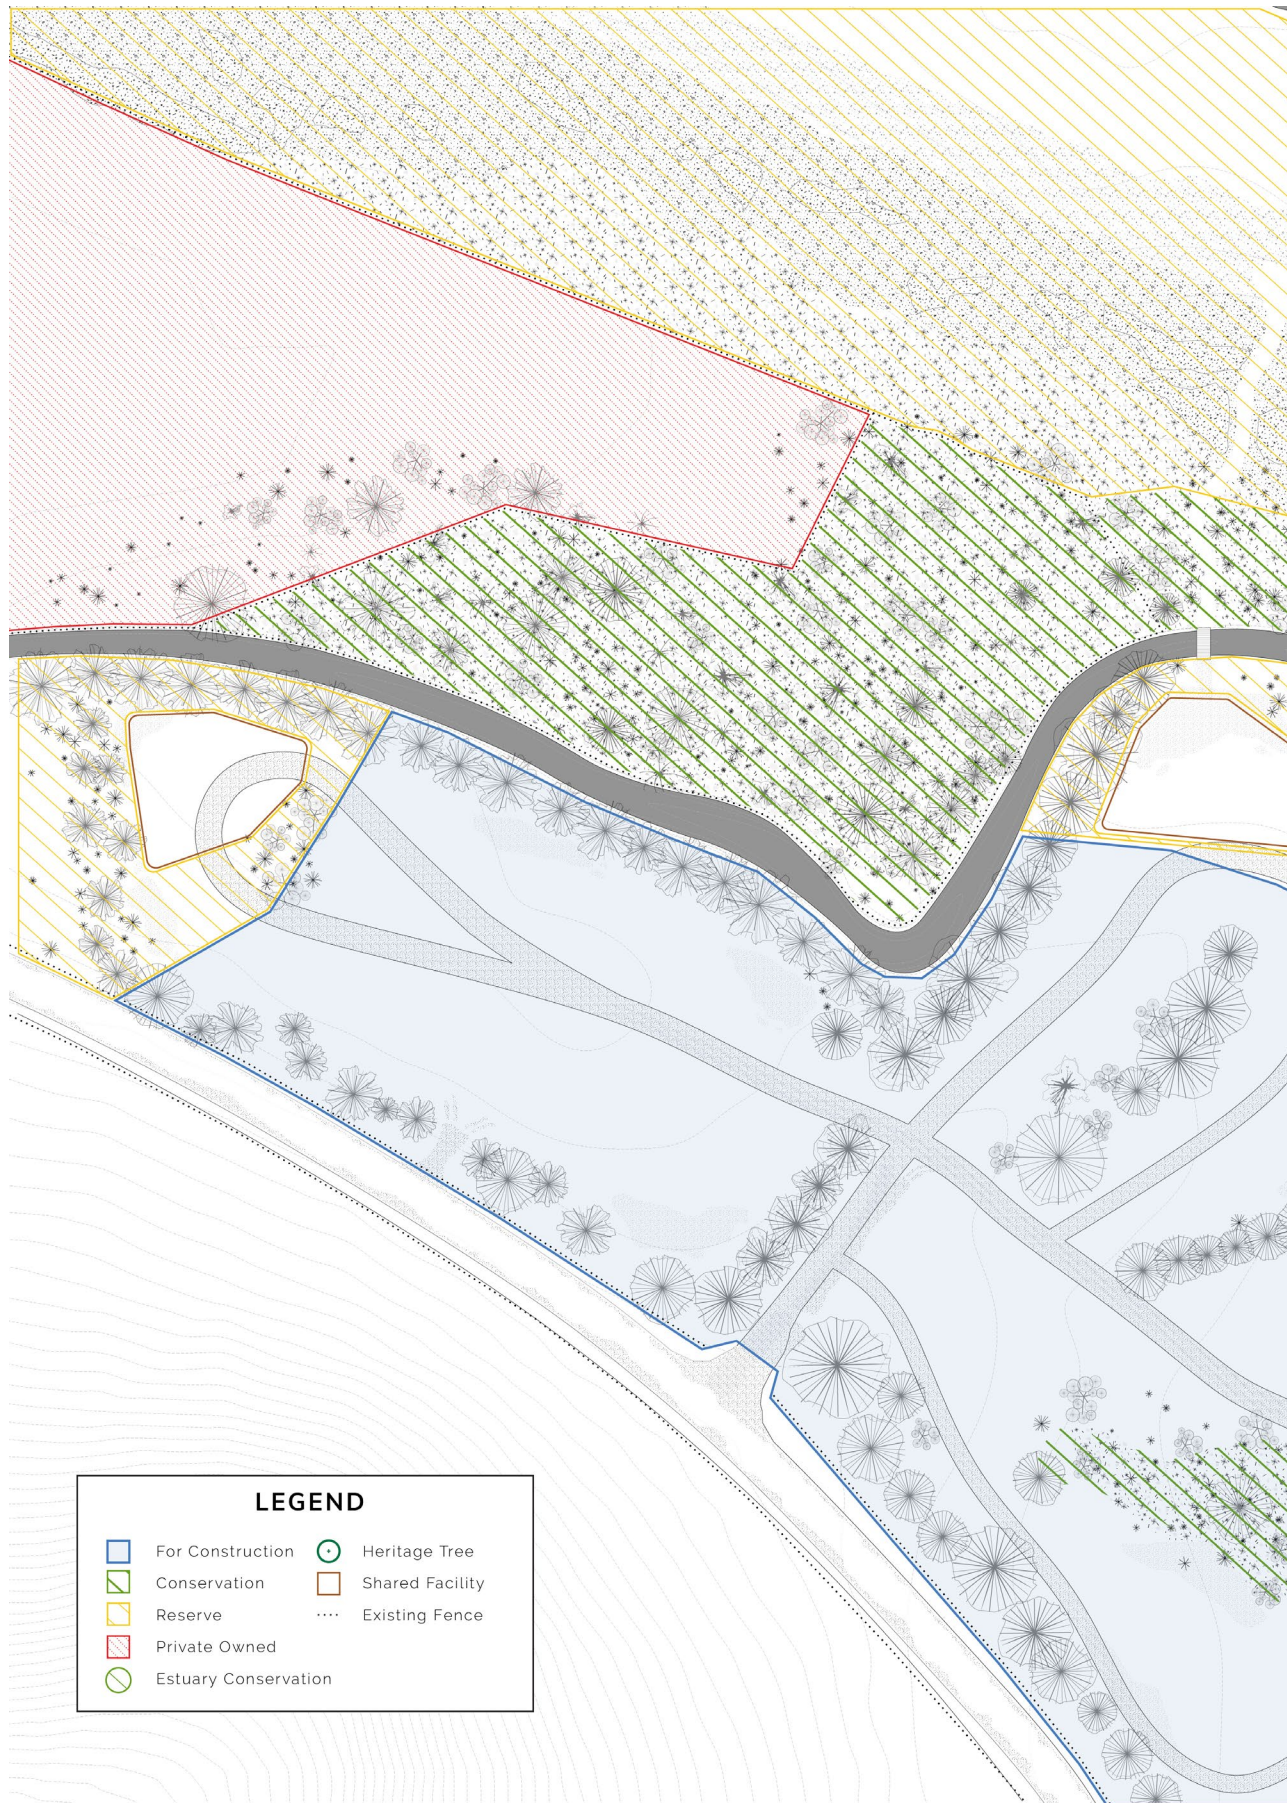 LEGEND
For Construction
Conservation
Reserve
Private Owned
Estuary Conservation
Heritage Tree
Shared Facility
Existing Fence